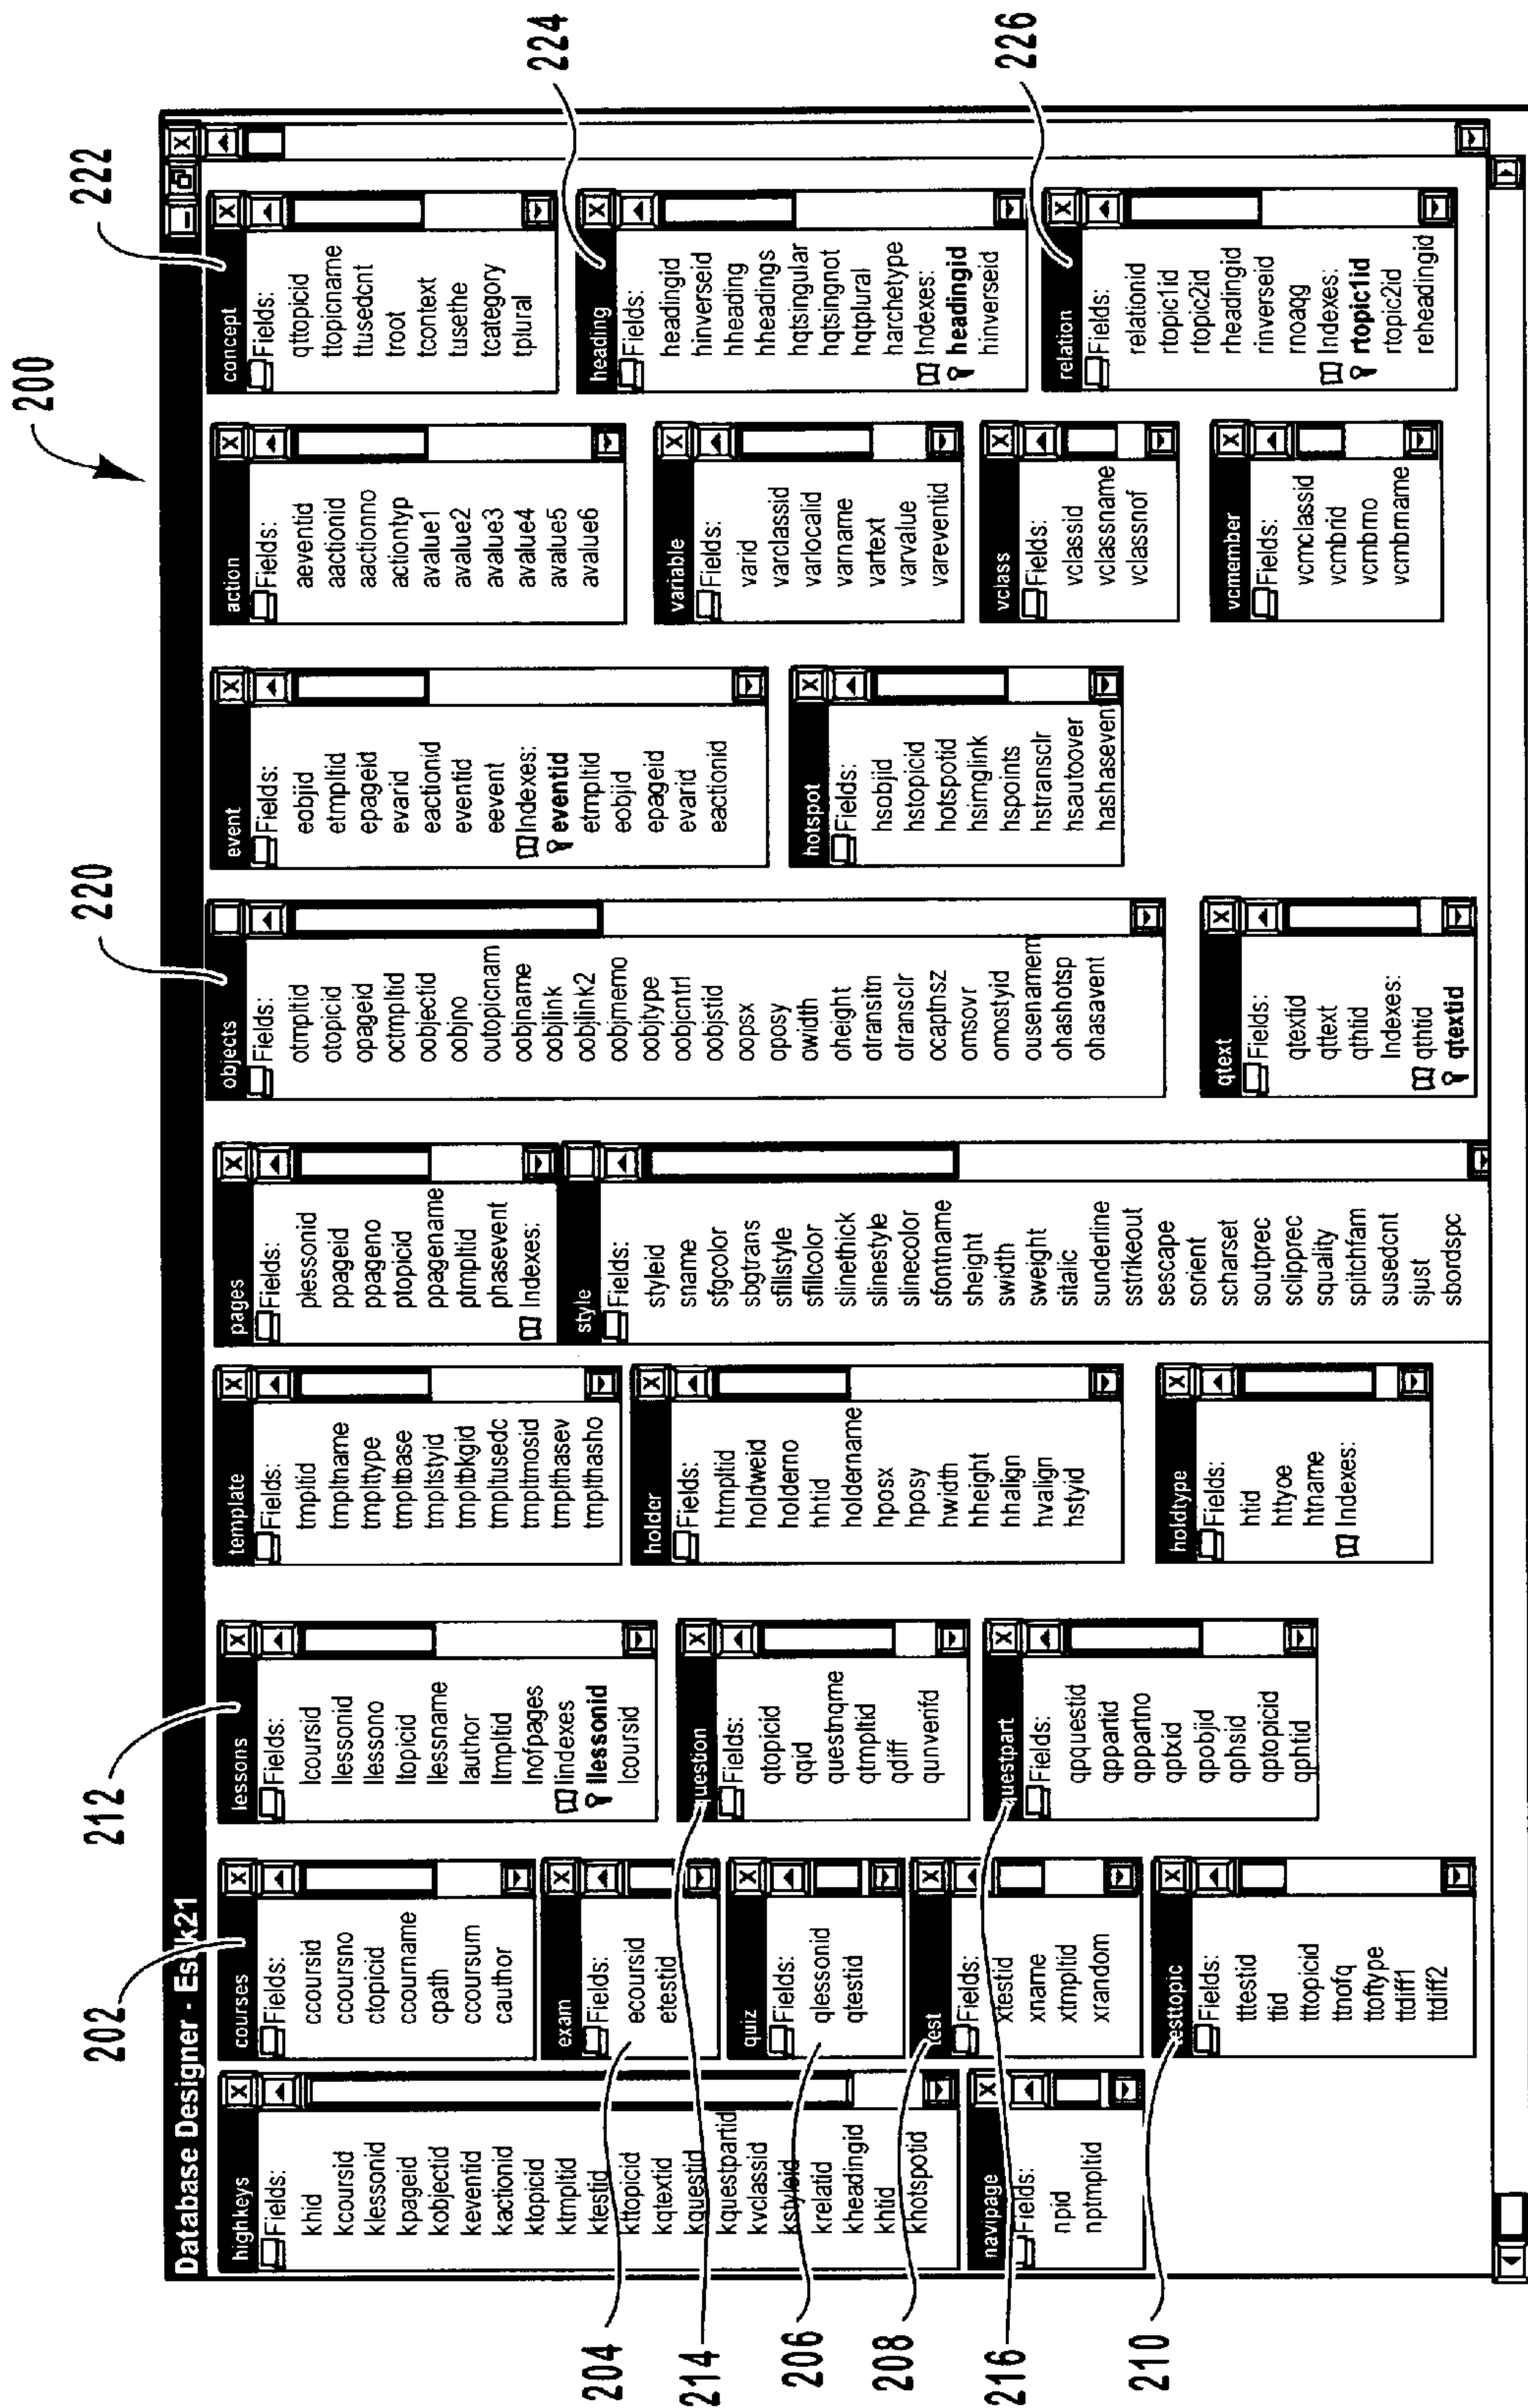 200
Database Designer - Estk21
highkeys
Fields:
khid
kcoursid
klessonid
kpageid
kobjectid
keventid
kactionid
ktopicid
ktmpltid
ktestid
kttopicid
kqtextid
kquestid
kquestpartid
kvclassid
kstyleid
krelatid
kheadingid
khtid
khotspotid
navipage
Fields:
npid
nptmpltid
202
courses
Fields:
ccoursid
ccoursno
ctopicid
ccourname
cpath
ccoursum
cauthor
204
exam
Fields:
ecoursid
etestid
206
quiz
Fields:
qlessonid
qtestid
208
test
Fields:
xtestid
xname
xtmpltid
xrandom
210
testtopic
Fields:
tttestid
ttid
tttopicid
ttnofq
ttoftype
ttdiff1
ttdiff2
212
lessons
Fields:
lcoursid
llessonid
llessono
ltopicid
llessname
lauthor
ltmpltid
lnofpages
Iindexes
llessonid
lcoursid
214
question
Fields:
qtopicid
qqid
questnqme
qtmpltid
qdiff
qunvenfd
216
questpart
Fields:
qpquestid
qppartid
qppartno
qptxid
qpobjid
qphsid
qptopicid
qphtid
template
Fields:
tmpltid
tmpltname
tmplttype
tmpltbase
tmpltstyid
tmpltbkgid
tmpltusedc
tmpltmosid
tmplthasev
tmplthasho
holder
Fields:
htmpltid
holdweid
holderno
hhtid
holdername
hposx
hposy
hwidth
hheight
hhalign
hvalign
hstyid
holdtype
Fields:
htid
httyoe
htname
Indexes:
pages
Fields:
plessonid
ppageid
ppageno
ptopicid
ppagename
ptmpltid
phasevent
Indexes:
style
Fields:
styleid
sname
sfgcolor
sbgtrans
sfillstyle
sfillcolor
slinethick
slinestyle
slinecolor
sfontname
sheight
swidth
sweight
sitalic
sunderline
sstrikeout
sescape
sorient
scharset
soutprec
sclipprec
squality
spitchfam
susedcnt
sjust
sbordspc
220
objects
Fields:
otmpltid
otopicid
opageid
octmpltid
oobjectid
oobjno
outopicnam
oobjname
oobjlink
oobjlink2
oobjmemo
oobjtype
oobjcntrl
oobjstid
oopsx
oposy
owidth
oheight
otransitn
otransclr
ocaptnsz
omsovr
omostyid
ousenamem
ohashotsp
ohasavent
qtext
Fields:
qtextid
qttext
qthtid
Indexes:
qthtid
qtextid
event
Fields:
eobjid
etmpltid
epageid
evarid
eactionid
eventid
eevent
Indexes:
eventid
etmpltid
eobjid
epageid
evarid
eactionid
hotspot
Fields:
hsobjid
hstopicid
hotspotid
hsimglink
hspoints
hstransclr
hsautoover
hashasevent
action
Fields:
aeventid
aactionid
aactionno
actiontyp
avalue1
avalue2
avalue3
avalue4
avalue5
avalue6
variable
Fields:
varid
varclassid
varlocalid
varname
vartext
varvalue
vareventid
vclass
Fields:
vclassid
vclassname
vclassnof
vcmember
Fields:
vcmclassid
vcmbrid
vcmbrno
vcmbrname
222
concept
Fields:
qttopicid
ttopicname
ttusedcnt
troot
tcontext
tusethe
tcategory
tplural
224
heading
Fields:
headingid
hinverseid
hheading
hheadings
hqtsingular
hqtsingnot
hqtplural
harchetype
Indexes:
headingid
hinverseid
226
relation
Fields:
relationid
rtopic1id
rtopic2id
rheadingid
rinverseid
rnoaqg
Indexes:
rtopic1id
rtopic2id
reheadingid